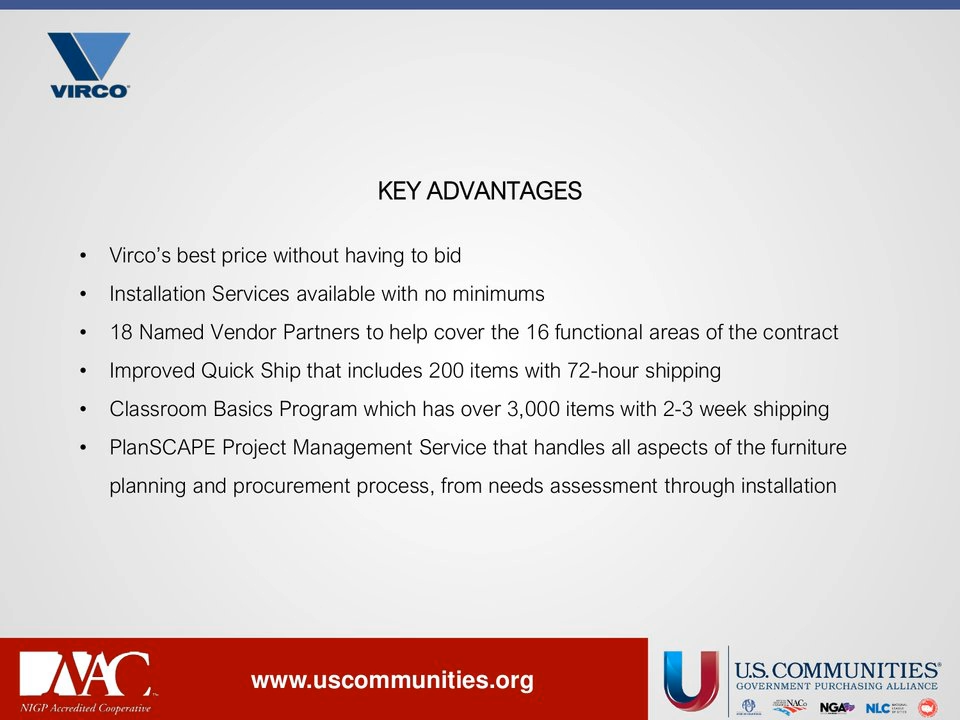 VIRCO
KEY ADVANTAGES
• Virco’s best price without having to bid
• Installation Services available with no minimums
• 18 Named Vendor Partners to help cover the 16 functional areas of the contract
• Improved Quick Ship that includes 200 items with 72-hour shipping
• Classroom Basics Program which has over 3,000 items with 2-3 week shipping
• PlanSCAPE Project Management Service that handles all aspects of the furniture
planning and procurement process, from needs assessment through installation
NAC™
NIGP Accredited Cooperative
www.uscommunities.org
U.S. COMMUNITIES®
GOVERNMENT PURCHASING ALLIANCE
NACo
NGA
NLC